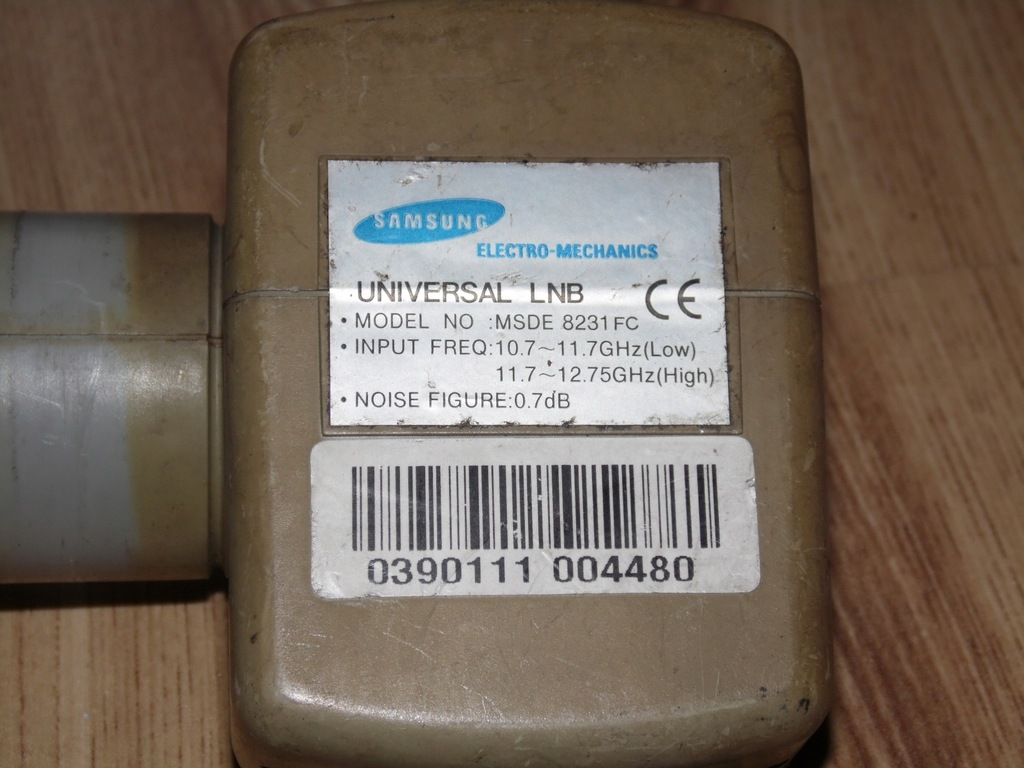 SAMSUNG
ELECTRO-MECHANICS
UNIVERSAL LNB CE
• MODEL NO :MSDE 8231FC
• INPUT FREQ:10.7~11.7GHz(Low)
11.7~12.75GHz(High)
• NOISE FIGURE:0.7dB
0390111 004480